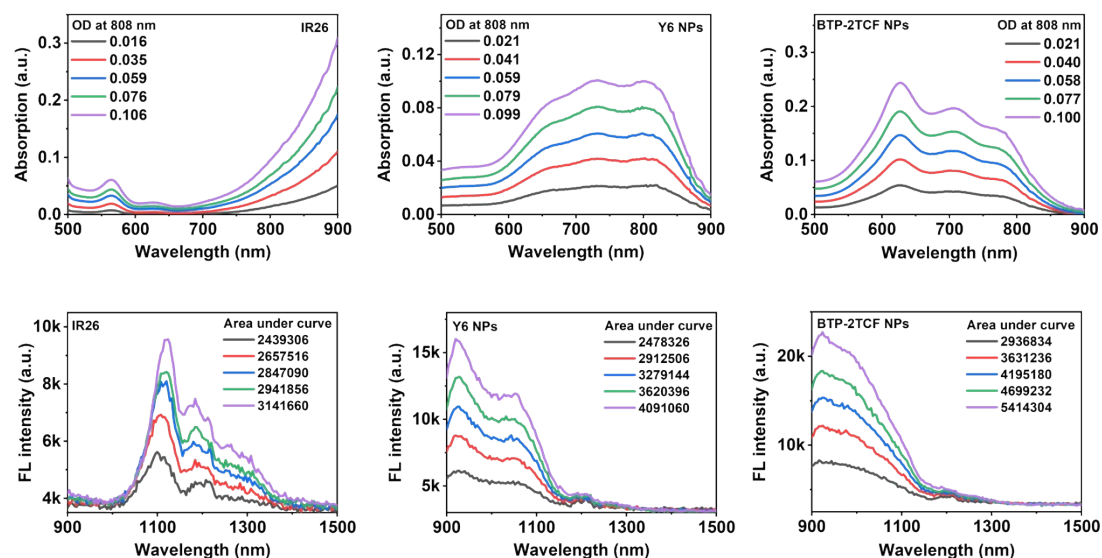 OD at 808 nm
IR26
0.016
0.035
0.059
0.076
0.106
0.3
0.2
0.1
0.0
Absorption (a.u.)
500 600 700 800 900
Wavelength (nm)
OD at 808 nm
Y6 NPs
0.021
0.041
0.059
0.079
0.099
0.12
0.08
0.04
0.00
Absorption (a.u.)
500 600 700 800 900
Wavelength (nm)
BTP-2TCF NPs
OD at 808 nm
0.021
0.040
0.058
0.077
0.100
0.3
0.2
0.1
0.0
Absorption (a.u.)
500 600 700 800 900
Wavelength (nm)
IR26
Area under curve
2439306
2657516
2847090
2941856
3141660
10k
8k
6k
4k
FL intensity (a.u.)
900 1100 1300 1500
Wavelength (nm)
Y6 NPs
Area under curve
2478326
2912506
3279144
3620396
4091060
15k
10k
5k
FL intensity (a.u.)
900 1100 1300 1500
Wavelength (nm)
BTP-2TCF NPs
Area under curve
2936834
3631236
4195180
4699232
5414304
20k
10k
FL intensity (a.u.)
900 1100 1300 1500
Wavelength (nm)